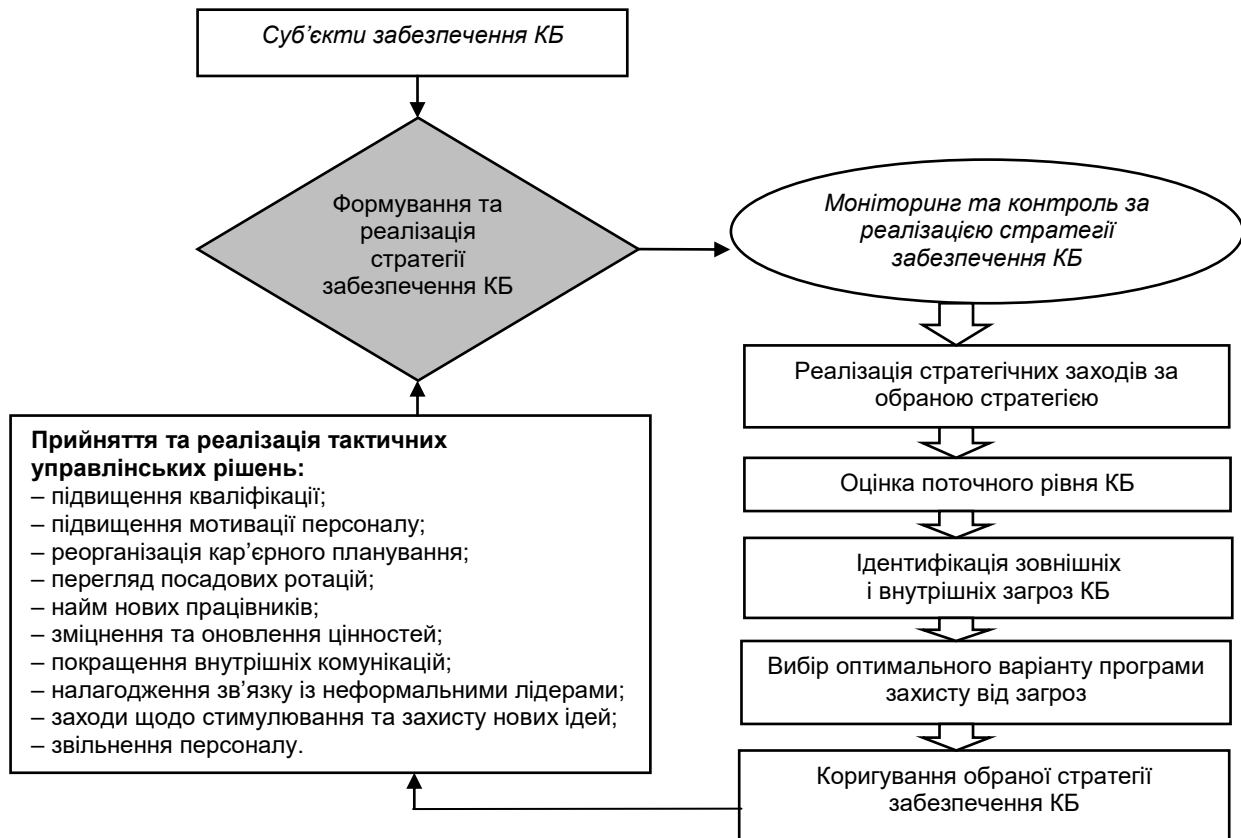 Суб’єкти забезпечення КБ
Формування та
реалізація
стратегії
забезпечення КБ
Моніторинг та контроль за
реалізацією стратегії
забезпечення КБ
Реалізація стратегічних заходів за
обраною стратегією
Оцінка поточного рівня КБ
Ідентифікація зовнішніх
і внутрішніх загроз КБ
Вибір оптимального варіанту програми
захисту від загроз
Коригування обраної стратегії
забезпечення КБ
Прийняття та реалізація тактичних
управлінських рішень:
– підвищення кваліфікації;
– підвищення мотивації персоналу;
– реорганізація кар’єрного планування;
– перегляд посадових ротацій;
– найм нових працівників;
– зміцнення та оновлення цінностей;
– покращення внутрішніх комунікацій;
– налагодження зв’язку із неформальними лідерами;
– заходи щодо стимулювання та захисту нових ідей;
– звільнення персоналу.